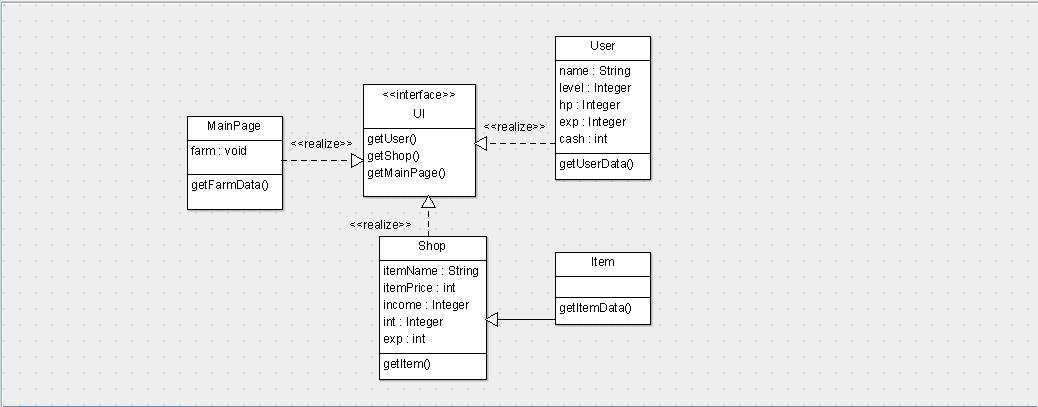 User
name : String
level : Integer
hp : Integer
exp : Integer
cash : int
getUserData()
<<interface>>
UI
getUser()
getShop()
getMainPage()
MainPage
farm : void
getFarmData()
<<realize>>
<<realize>>
<<realize>>
Shop
itemName : String
itemPrice : int
income : Integer
int : Integer
exp : int
getItem()
Item
getItemData()